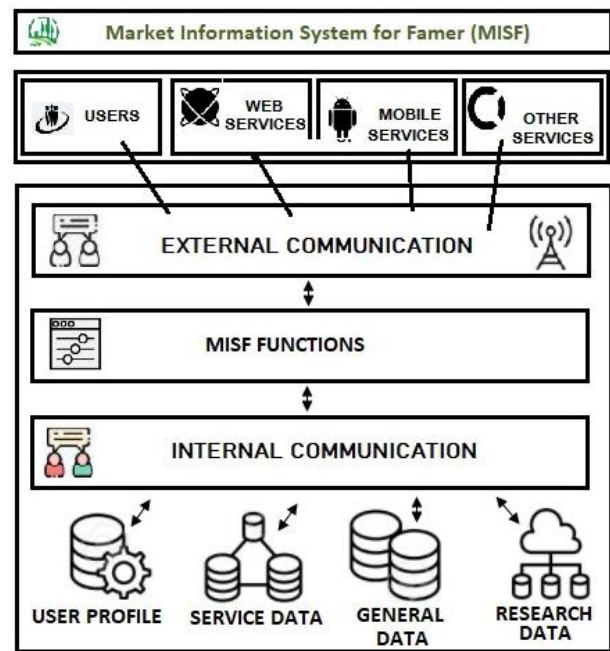 Market Information System for Famer (MISF)
USERS
WEB
SERVICES
MOBILE
SERVICES
OTHER
SERVICES
EXTERNAL COMMUNICATION
MISF FUNCTIONS
INTERNAL COMMUNICATION
USER PROFILE
SERVICE DATA
GENERAL
DATA
RESEARCH
DATA